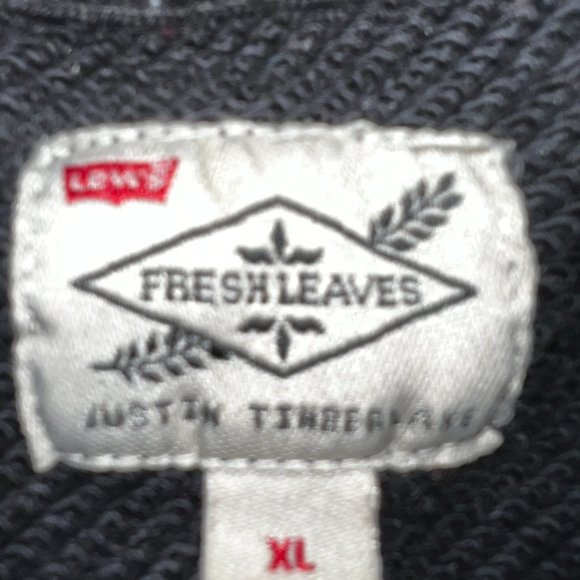 Levi's
FRESH LEAVES
JUSTIN TIMBERLAKE
XL